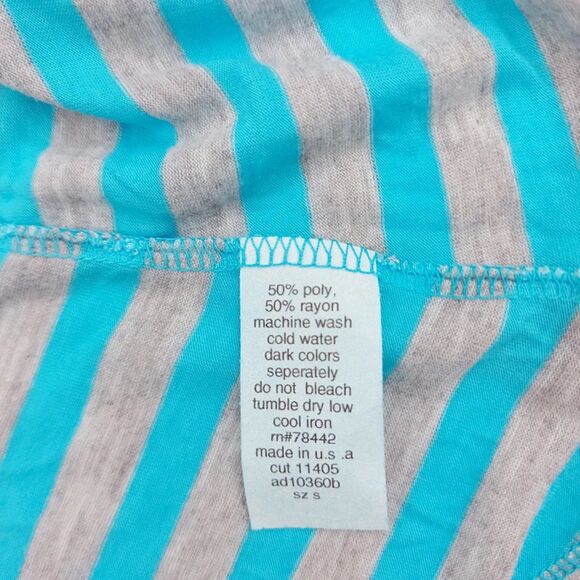 50% poly,
50% rayon
machine wash
cold water
dark colors
seperately
do not bleach
tumble dry low
cool iron
rn#78442
made in u.s .a
cut 11405
ad10360b
sz s